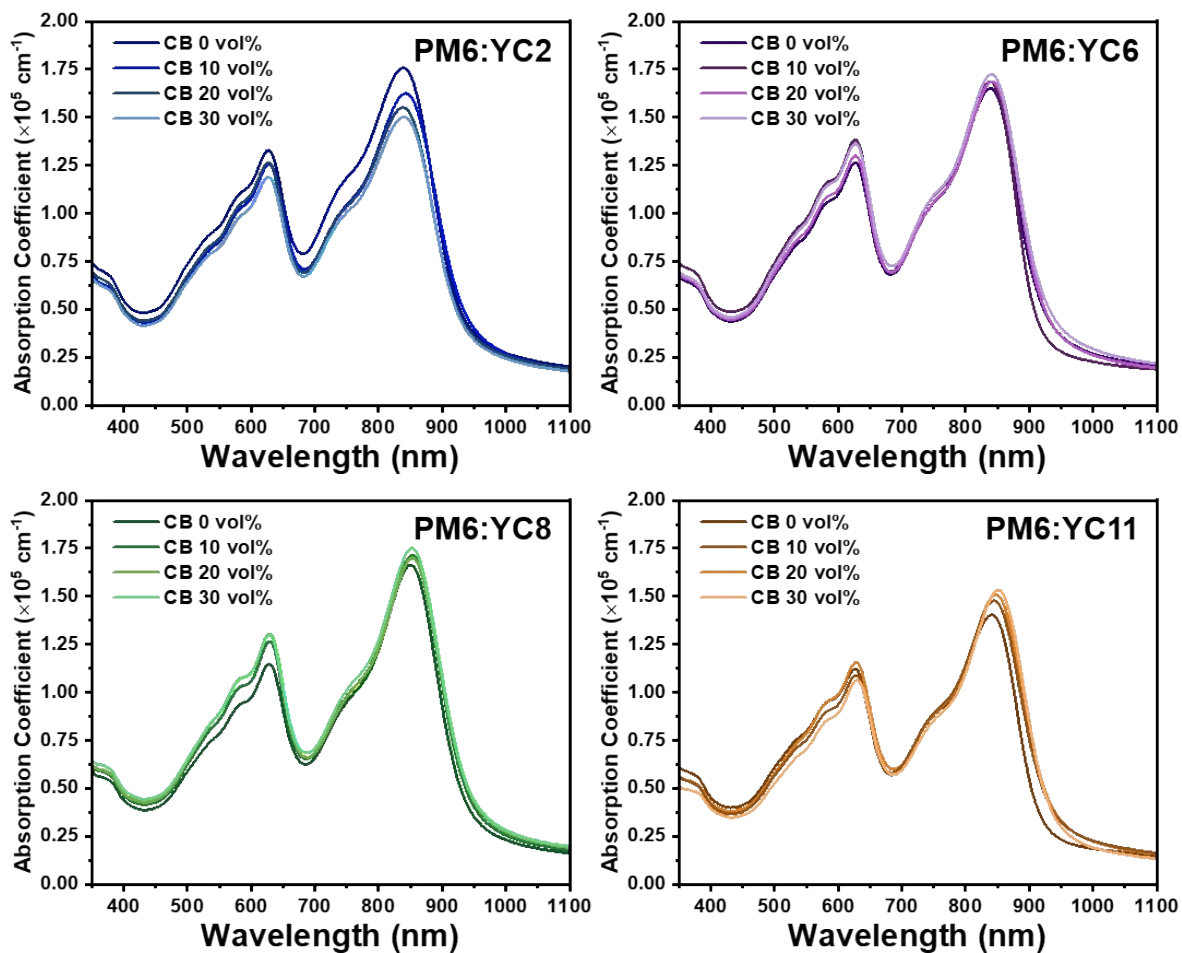 PM6:YC2
CB 0 vol%
CB 10 vol%
CB 20 vol%
CB 30 vol%
Absorption Coefficient (×10⁵ cm⁻¹)
2.00
1.75
1.50
1.25
1.00
0.75
0.50
0.25
0.00
400 500 600 700 800 900 1000 1100
Wavelength (nm)
PM6:YC6
CB 0 vol%
CB 10 vol%
CB 20 vol%
CB 30 vol%
Absorption Coefficient (×10⁵ cm⁻¹)
2.00
1.75
1.50
1.25
1.00
0.75
0.50
0.25
0.00
400 500 600 700 800 900 1000 1100
Wavelength (nm)
PM6:YC8
CB 0 vol%
CB 10 vol%
CB 20 vol%
CB 30 vol%
Absorption Coefficient (×10⁵ cm⁻¹)
2.00
1.75
1.50
1.25
1.00
0.75
0.50
0.25
0.00
400 500 600 700 800 900 1000 1100
Wavelength (nm)
PM6:YC11
CB 0 vol%
CB 10 vol%
CB 20 vol%
CB 30 vol%
Absorption Coefficient (×10⁵ cm⁻¹)
2.00
1.75
1.50
1.25
1.00
0.75
0.50
0.25
0.00
400 500 600 700 800 900 1000 1100
Wavelength (nm)